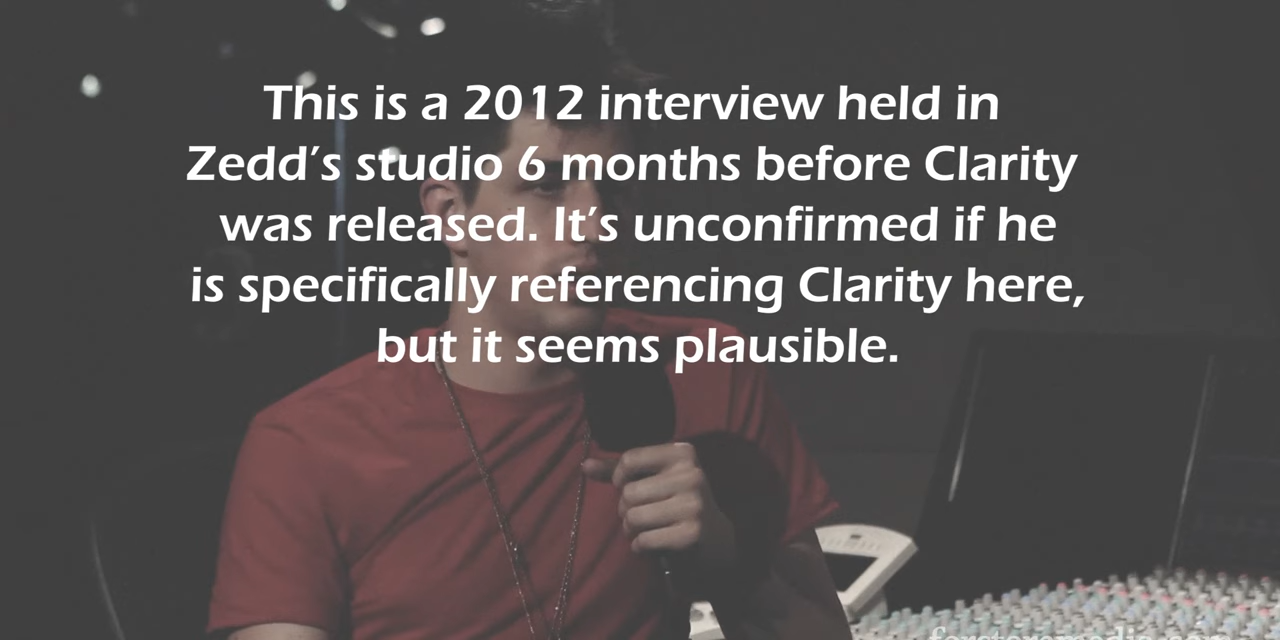 This is a 2012 interview held in
Zedd’s studio 6 months before Clarity
was released. It’s unconfirmed if he
is specifically referencing Clarity here,
but it seems plausible.